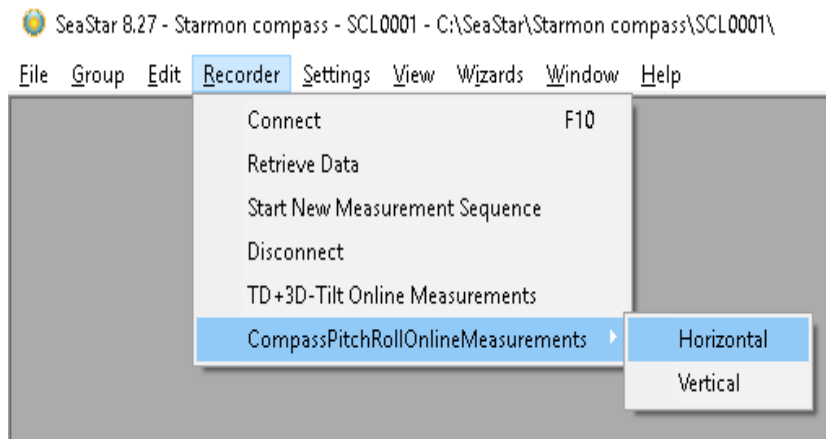 SeaStar 8.27 - Starmon compass - SCL0001 - C:\SeaStar\Starmon compass\SCL0001\
File Group Edit Recorder Settings View Wizards Window Help
Connect F10
Retrieve Data
Start New Measurement Sequence
Disconnect
TD+3D-Tilt Online Measurements
CompassPitchRollOnlineMeasurements
Horizontal
Vertical